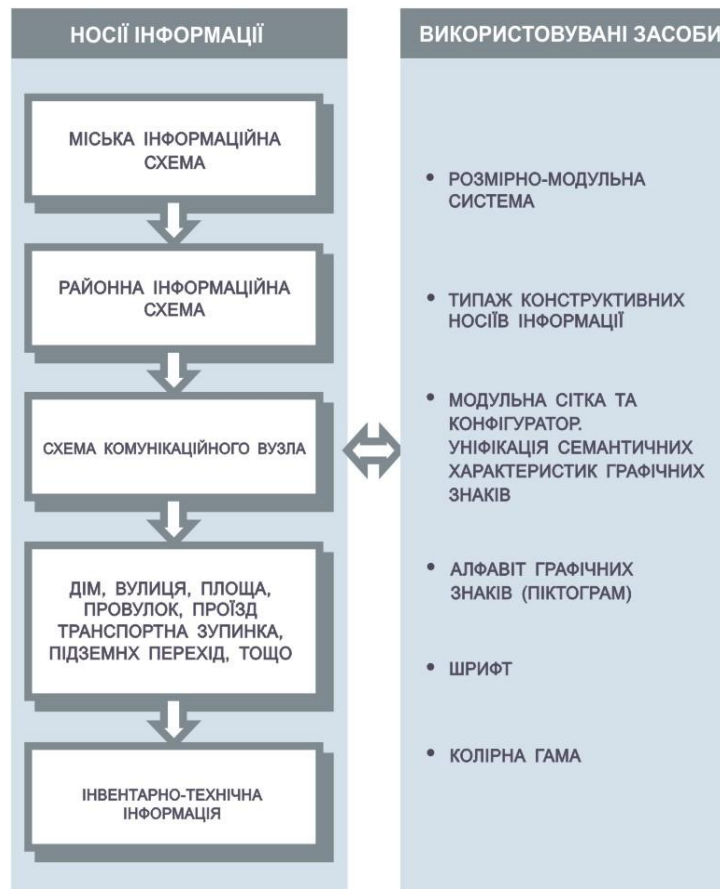 НОСІЇ ІНФОРМАЦІЇ
МІСЬКА ІНФОРМАЦІЙНА
СХЕМА
РАЙОННА ІНФОРМАЦІЙНА
СХЕМА
СХЕМА КОМУНІКАЦІЙНОГО ВУЗЛА
ДІМ, ВУЛИЦЯ, ПЛОЩА,
ПРОВУЛОК, ПРОЇЗД
ТРАНСПОРТНА ЗУПИНКА,
ПІДЗЕМНХ ПЕРЕХІД, ТОЩО
ІНВЕНТАРНО-ТЕХНІЧНА
ІНФОРМАЦІЯ
ВИКОРИСТОВУВАНІ ЗАСОБИ
• РОЗМІРНО-МОДУЛЬНА
СИСТЕМА
• ТИПАЖ КОНСТРУКТИВНИХ
НОСІЇВ ІНФОРМАЦІЇ
• МОДУЛЬНА СІТКА ТА
КОНФІГУРАТОР.
УНІФІКАЦІЯ СЕМАНТИЧНИХ
ХАРАКТЕРИСТИК ГРАФІЧНИХ
ЗНАКІВ
• АЛФАВІТ ГРАФІЧНИХ
ЗНАКІВ (ПІКТОГРАМ)
• ШРИФТ
• КОЛІРНА ГАМА